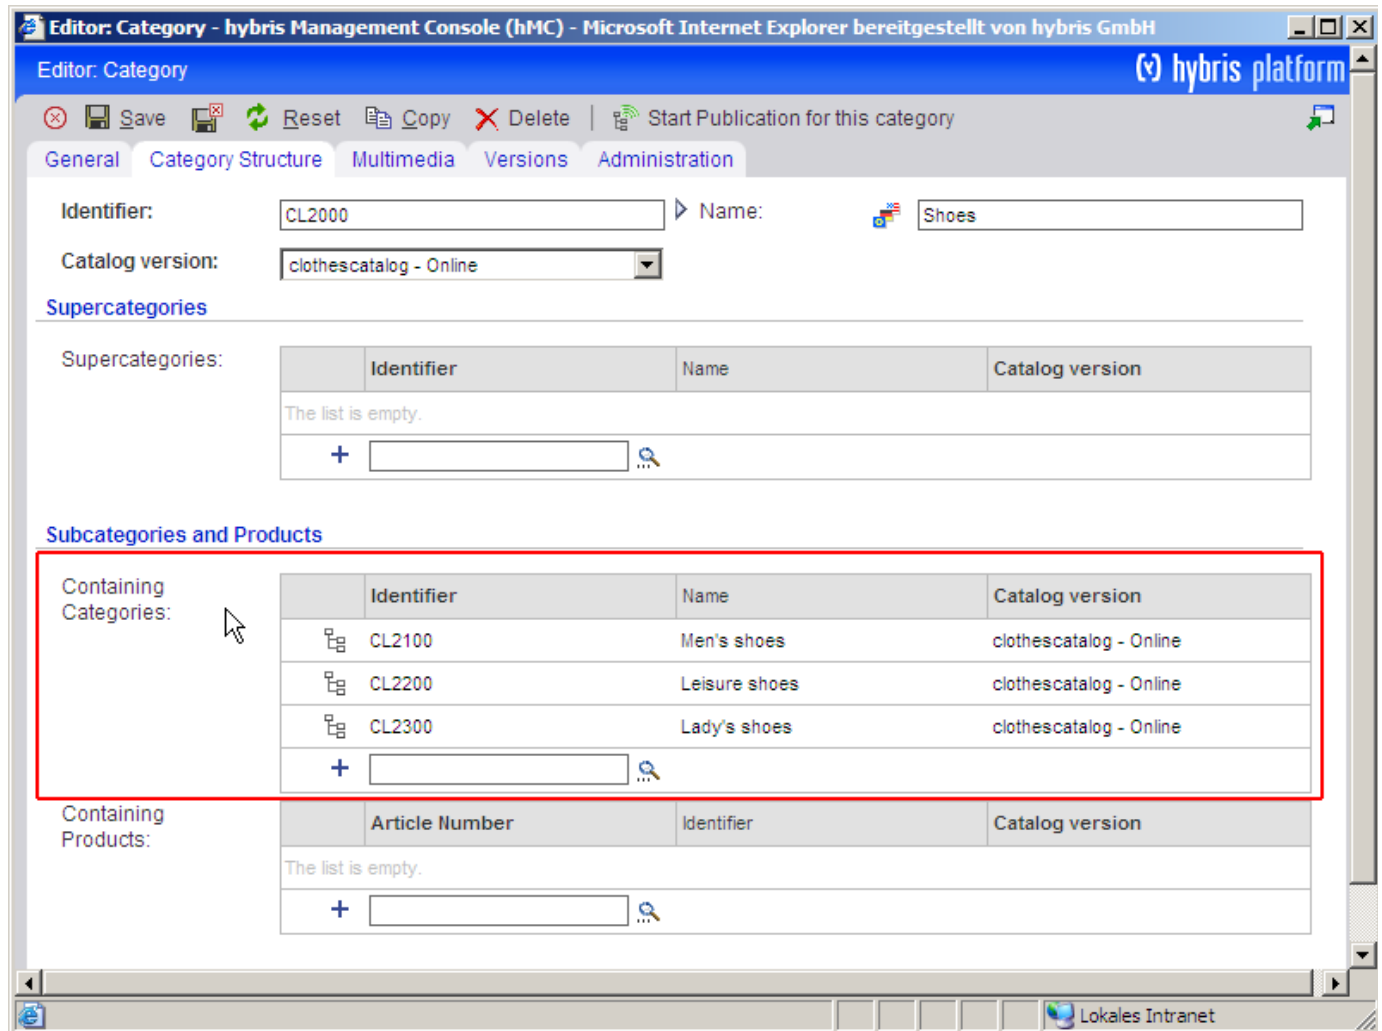 Editor: Category - hybris Management Console (hMC) - Microsoft Internet Explorer bereitgestellt von hybris GmbH
Editor: Category hybris platform
Save Reset Copy Delete | Start Publication for this category
General Category Structure Multimedia Versions Administration
Identifier: CL2000 Name: Shoes
Catalog version: clothescatalog - Online
Supercategories
Supercategories: Identifier Name Catalog version
The list is empty.
Subcategories and Products
Containing Categories: Identifier Name Catalog version
CL2100 Men's shoes clothescatalog - Online
CL2200 Leisure shoes clothescatalog - Online
CL2300 Lady's shoes clothescatalog - Online
Containing Products: Article Number Identifier Catalog version
The list is empty.
Lokales Intranet